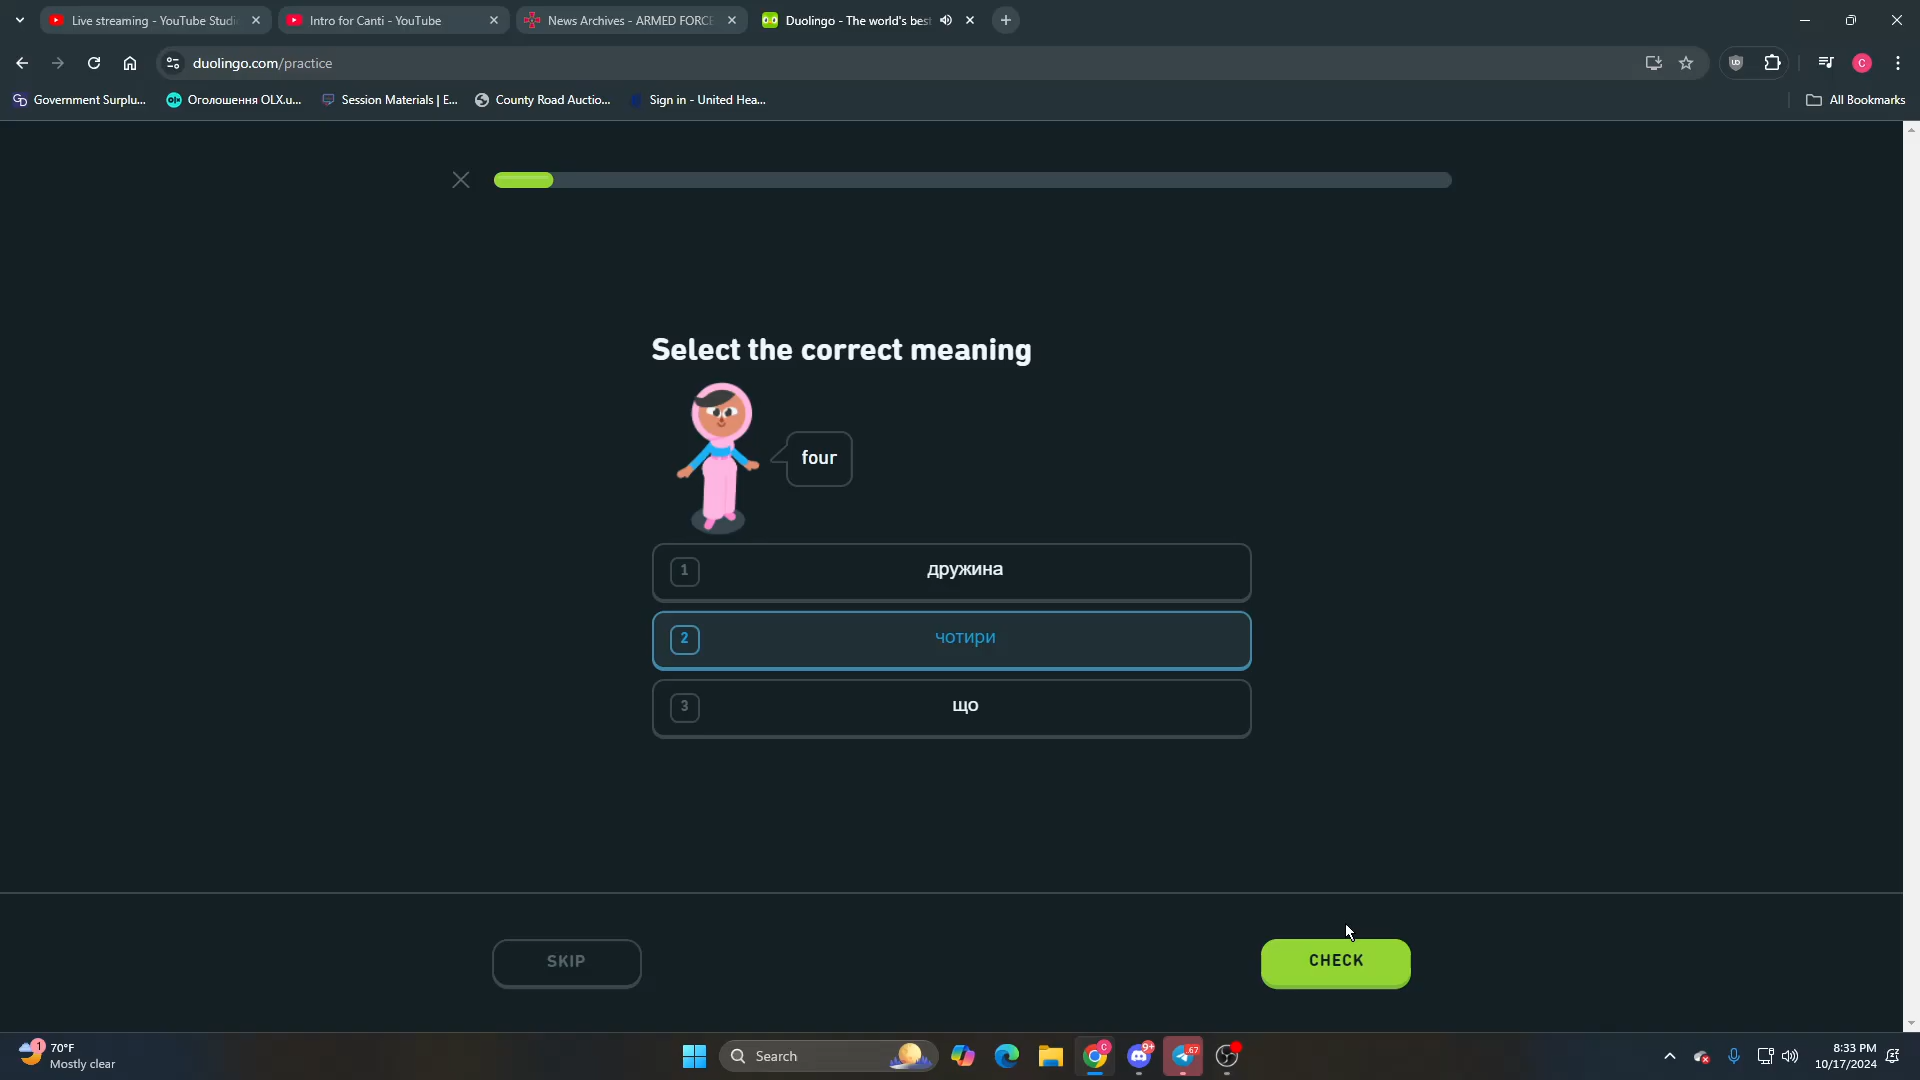 Live streaming - YouTube Studi
Intro for Canti - YouTube
News Archives - ARMED FORCE
Duolingo - The world's best
duolingo.com/practice
C
Government Surplu...
Оголошення OLX.u...
Session Materials | E...
County Road Auctio...
Sign in - United Hea...
All Bookmarks
Select the correct meaning
four
1 дружина
2 чотири
3 що
SKIP
CHECK
1
70°F
Mostly clear
Search
C
9+
67
8:33 PM
10/17/2024